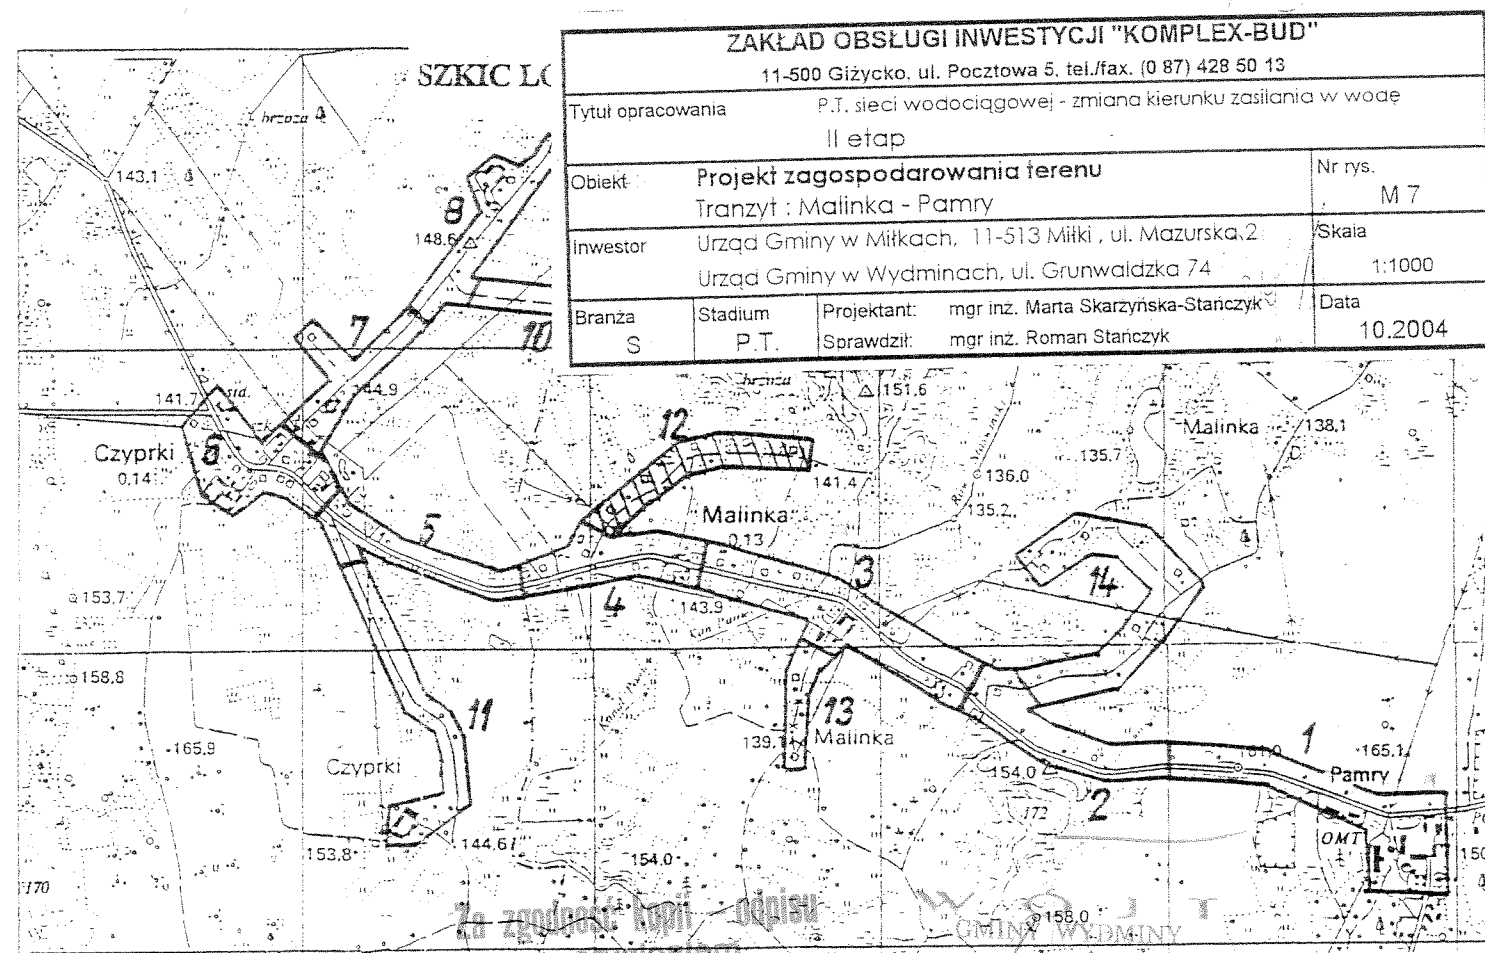 SZKIC
ZAKŁAD OBSŁUGI INWESTYCJI "KOMPLEX-BUD"
11-500 Giżycko, ul. Pocztowa 5, tel./fax. (0 87) 428 50 13
Tytuł opracowania
P.T. sieci wodociągowej - zmiana kierunku zasilania w wodę
II etap
Obiekt
Projekt zagospodarowania terenu
Tranzyt : Malinka - Pamry
Nr rys.
M 7
Inwestor
Urząd Gminy w Miłkach, 11-513 Miłki , ul. Mazurska 2
Urząd Gminy w Wydminach, ul. Grunwaldzka 74
Skala
1:1000
Branża
S
Stadium
P.T.
Projektant: mgr inż. Marta Skarżyńska-Stańczyk
Sprawdził: mgr inż. Roman Stańczyk
Data
10.2004
brzoza
143.1
8
148.6
7
10
144.9
141.7
brzoza
151.6
12
Malinka
138.1
Czyprki
0.14
6
135.7
136.0
141.4
135.2
5
Malinka
0.13
3
14
153.7
4
143.9
158.8
11
13
139.1
Malinka
165.9
Czyprki
1
165.1
Pamry
154.0
2
172
OMT
153.8
144.6
154.0
170
Za zgodność kopii odpisu
158.0
WÓJT
GMINY WYDMINY